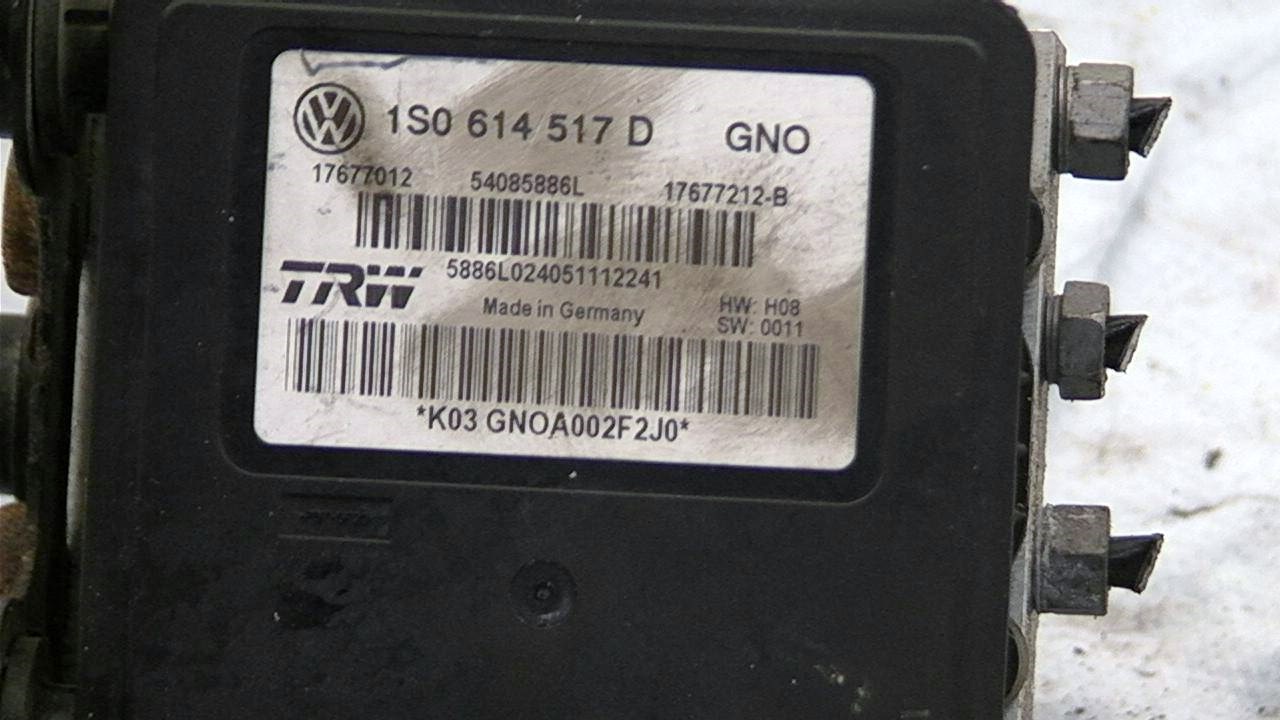 1S0 614 517 D GNO
17677012 54085886L 17677212-B
TRW 5886L024051112241
Made in Germany HW: H08
SW: 0011
*K03 GNOA002F2J0*